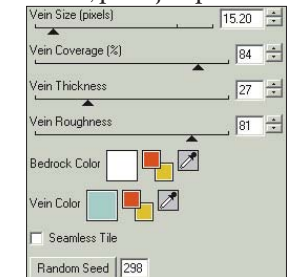 Vein Size (pixels)
15.20
Vein Coverage (%)
84
Vein Thickness
27
Vein Roughness
81
Bedrock Color
Vein Color
Seamless Tile
Random Seed 298